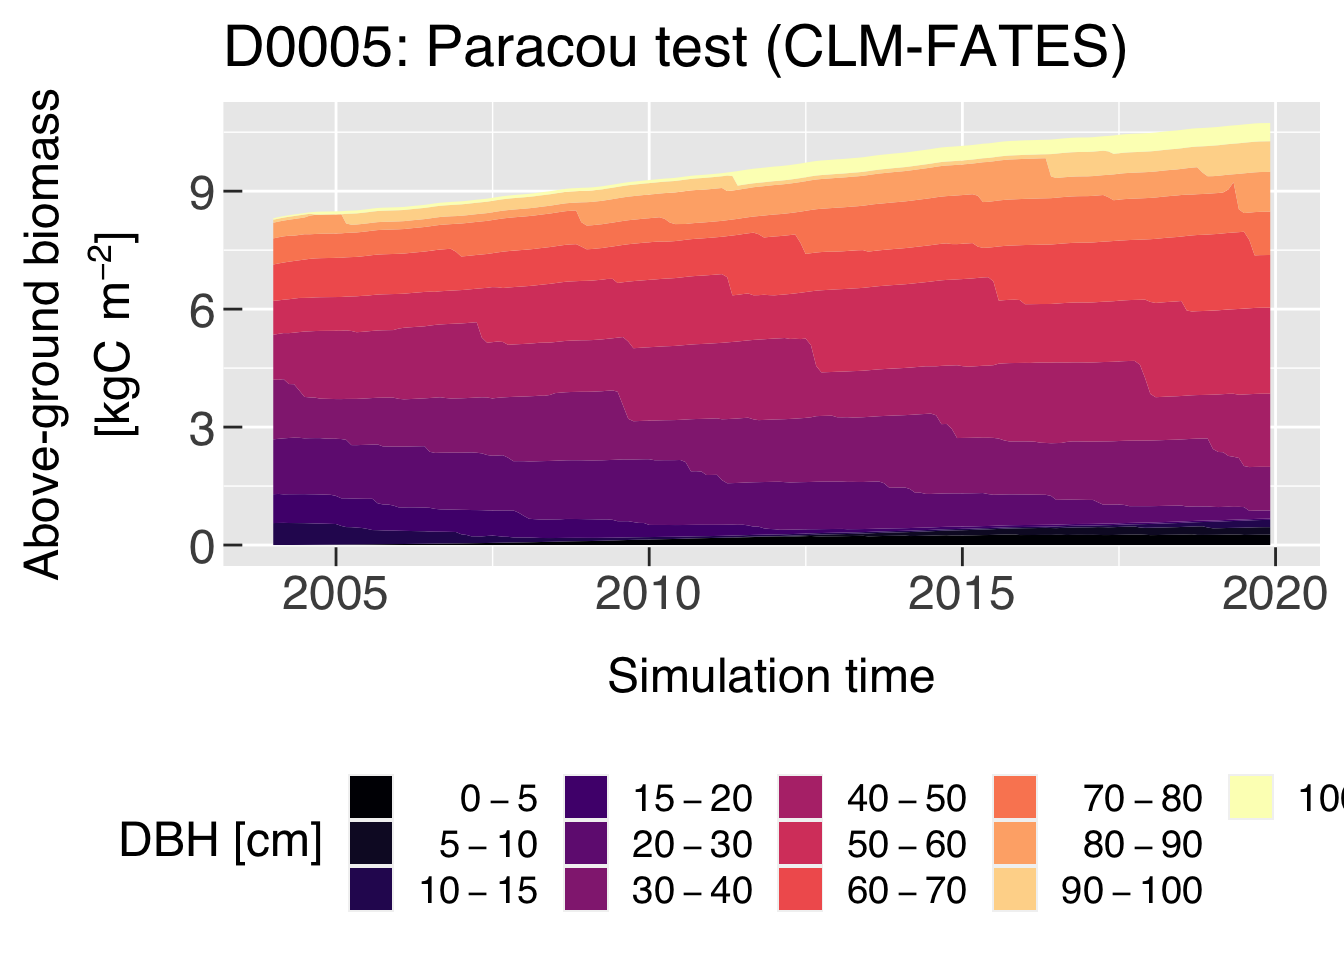 D0005: Paracou test (CLM-FATES)
Above-ground biomass
[kgC m⁻²]
9
6
3
0
2005 2010 2015 2020
Simulation time
DBH [cm]
0 – 5 15 – 20 40 – 50 70 – 80
5 – 10 20 – 30 50 – 60 80 – 90
10 – 15 30 – 40 60 – 70 90 – 100